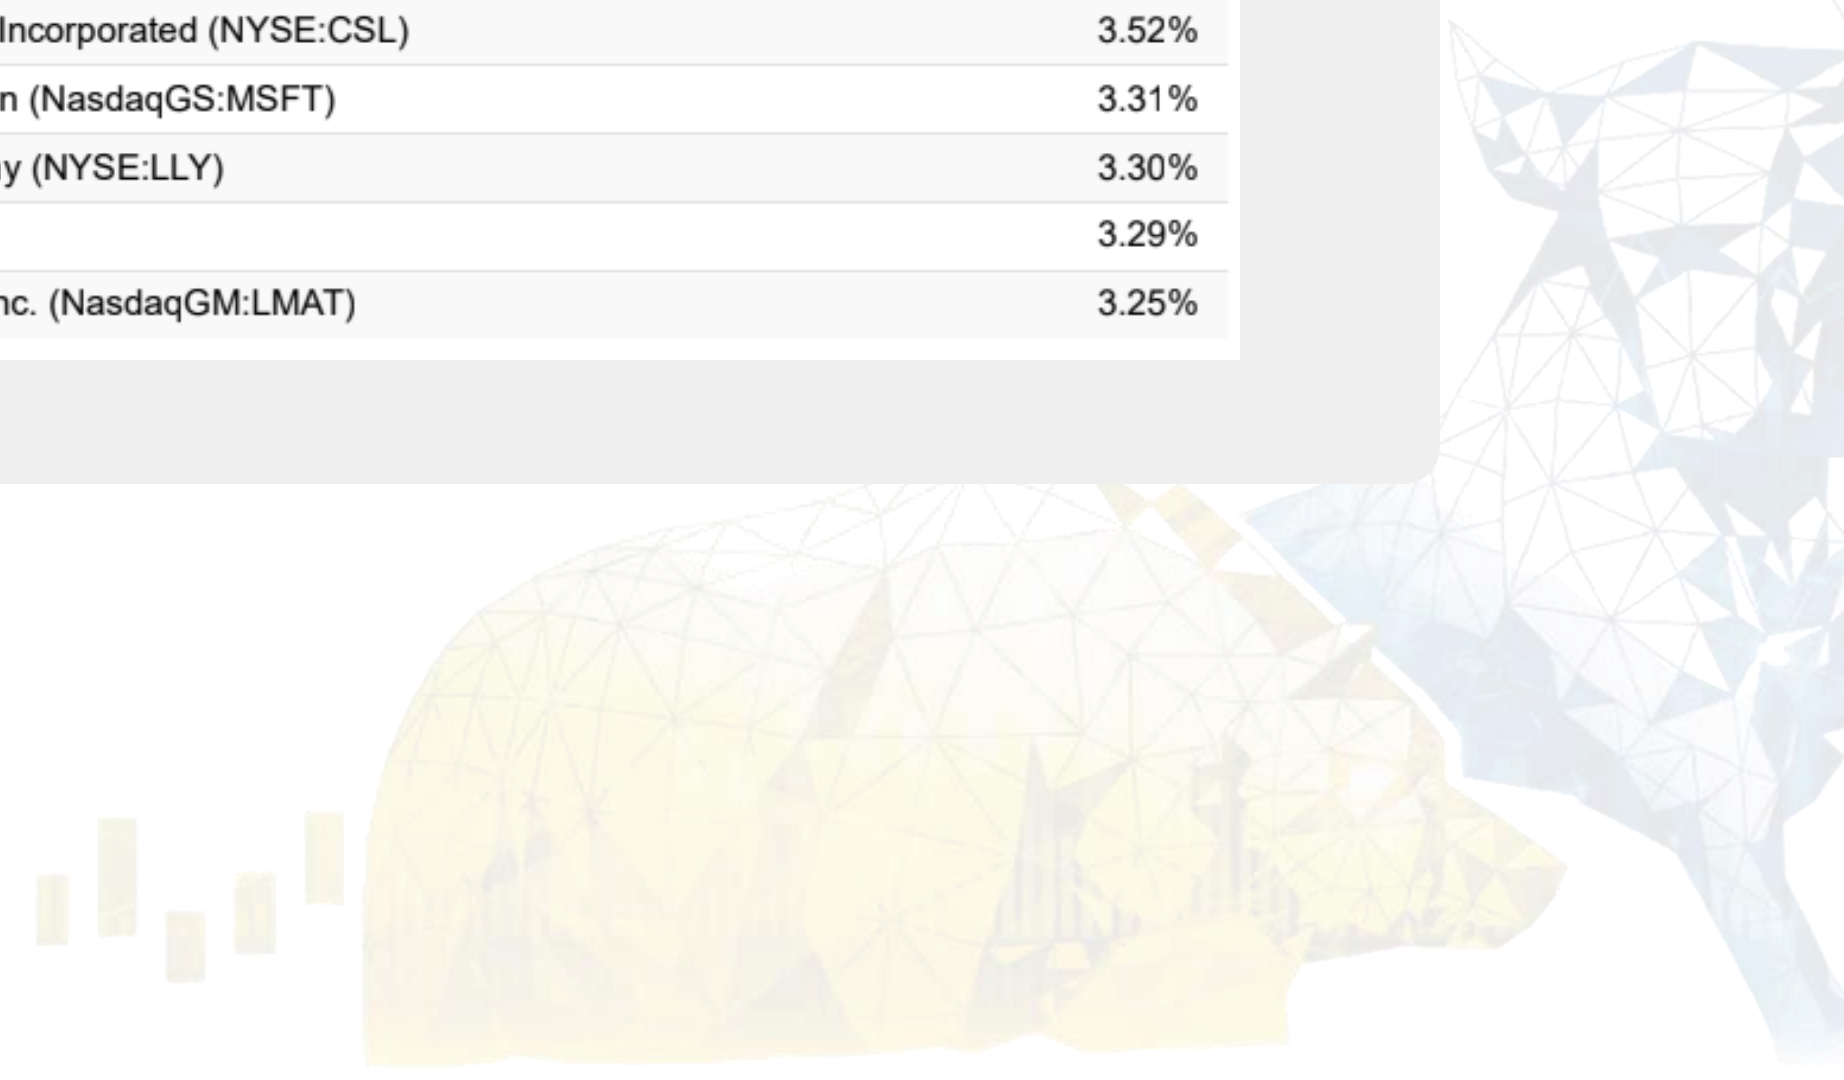 Incorporated (NYSE:CSL) 3.52%
n (NasdaqGS:MSFT) 3.31%
y (NYSE:LLY) 3.30%
3.29%
nc. (NasdaqGM:LMAT) 3.25%